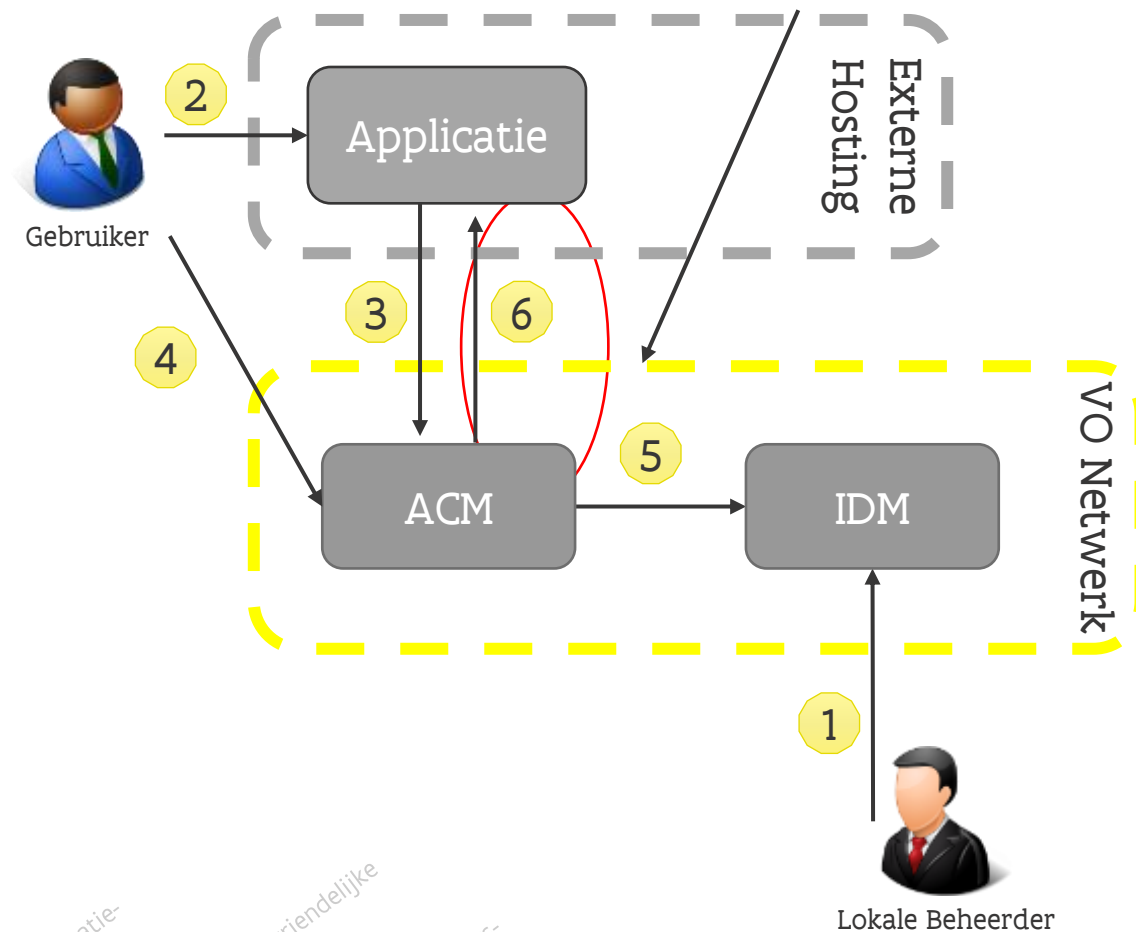 2
Applicatie
Externe
Hosting
Gebruiker
3
6
4
VO Netwerk
5
ACM
IDM
1
Lokale Beheerder